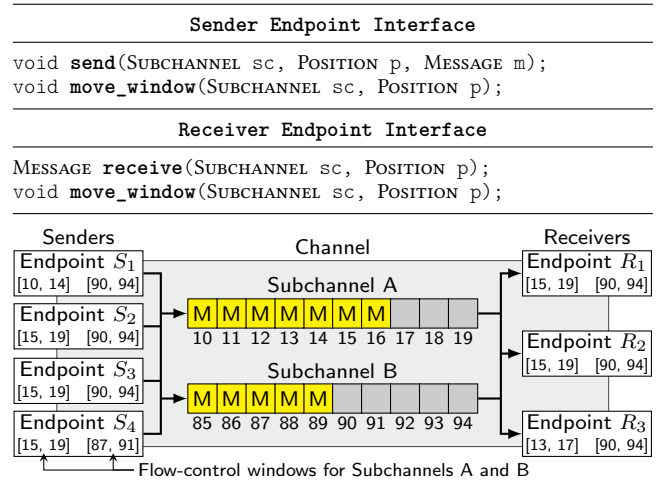 Sender Endpoint Interface
void send(SUBCHANNEL sc, POSITION p, MESSAGE m);
void move_window(SUBCHANNEL sc, POSITION p);
Receiver Endpoint Interface
MESSAGE receive(SUBCHANNEL sc, POSITION p);
void move_window(SUBCHANNEL sc, POSITION p);
Senders
Channel
Receivers
Endpoint S1
[10, 14] [90, 94]
Endpoint S2
[15, 19] [90, 94]
Endpoint S3
[15, 19] [90, 94]
Endpoint S4
[15, 19] [87, 91]
Subchannel A
M M M M M M M
10 11 12 13 14 15 16 17 18 19
Subchannel B
M M M M M
85 86 87 88 89 90 91 92 93 94
Endpoint R1
[15, 19] [90, 94]
Endpoint R2
[15, 19] [90, 94]
Endpoint R3
[13, 17] [90, 94]
Flow-control windows for Subchannels A and B